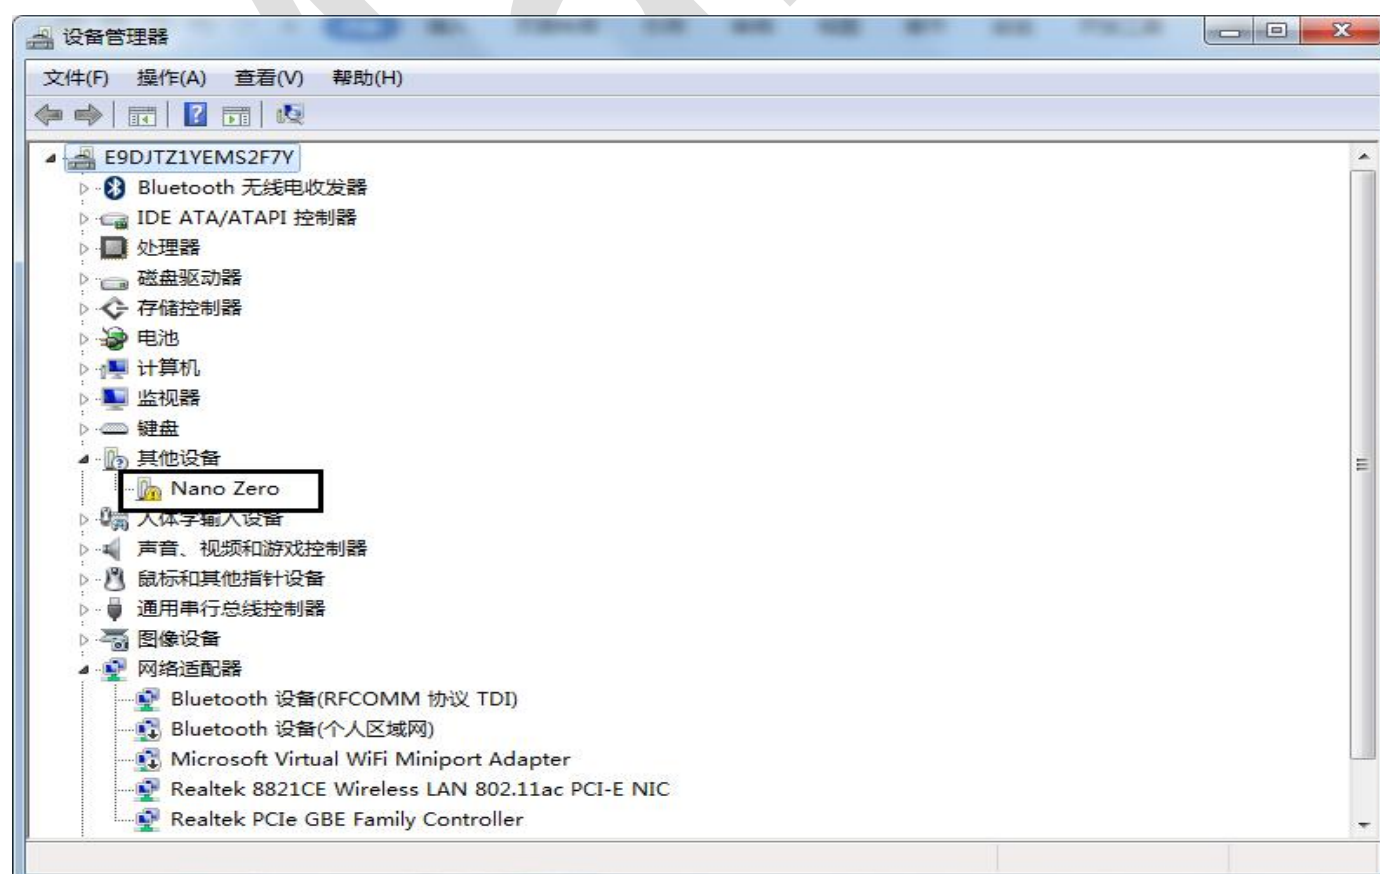 设备管理器
文件(F) 操作(A) 查看(V) 帮助(H)
E9DJTZ1YEMS2F7Y
Bluetooth 无线电收发器
IDE ATA/ATAPI 控制器
处理器
磁盘驱动器
存储控制器
电池
计算机
监视器
键盘
其他设备
Nano Zero
人体学输入设备
声音、视频和游戏控制器
鼠标和其他指针设备
通用串行总线控制器
图像设备
网络适配器
Bluetooth 设备(RFCOMM 协议 TDI)
Bluetooth 设备(个人区域网)
Microsoft Virtual WiFi Miniport Adapter
Realtek 8821CE Wireless LAN 802.11ac PCI-E NIC
Realtek PCIe GBE Family Controller